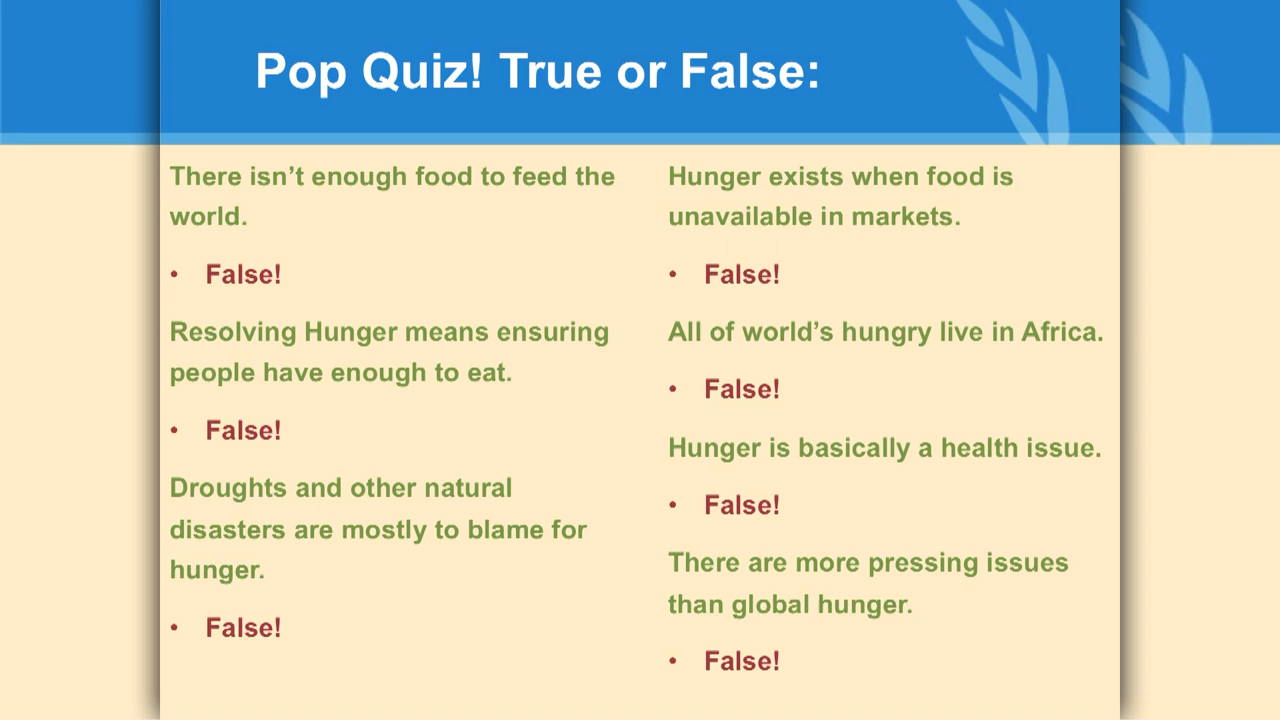 Pop Quiz! True or False:
There isn’t enough food to feed the
world.
• False!
Resolving Hunger means ensuring
people have enough to eat.
• False!
Droughts and other natural
disasters are mostly to blame for
hunger.
• False!
Hunger exists when food is
unavailable in markets.
• False!
All of world’s hungry live in Africa.
• False!
Hunger is basically a health issue.
• False!
There are more pressing issues
than global hunger.
• False!